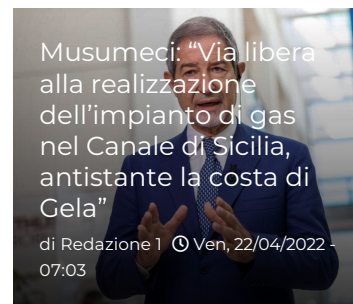 Musumeci: “Via libera
alla realizzazione
dell’impianto di gas
nel Canale di Sicilia,
antistante la costa di
Gela”
di Redazione 1 Ven, 22/04/2022 -
07:03